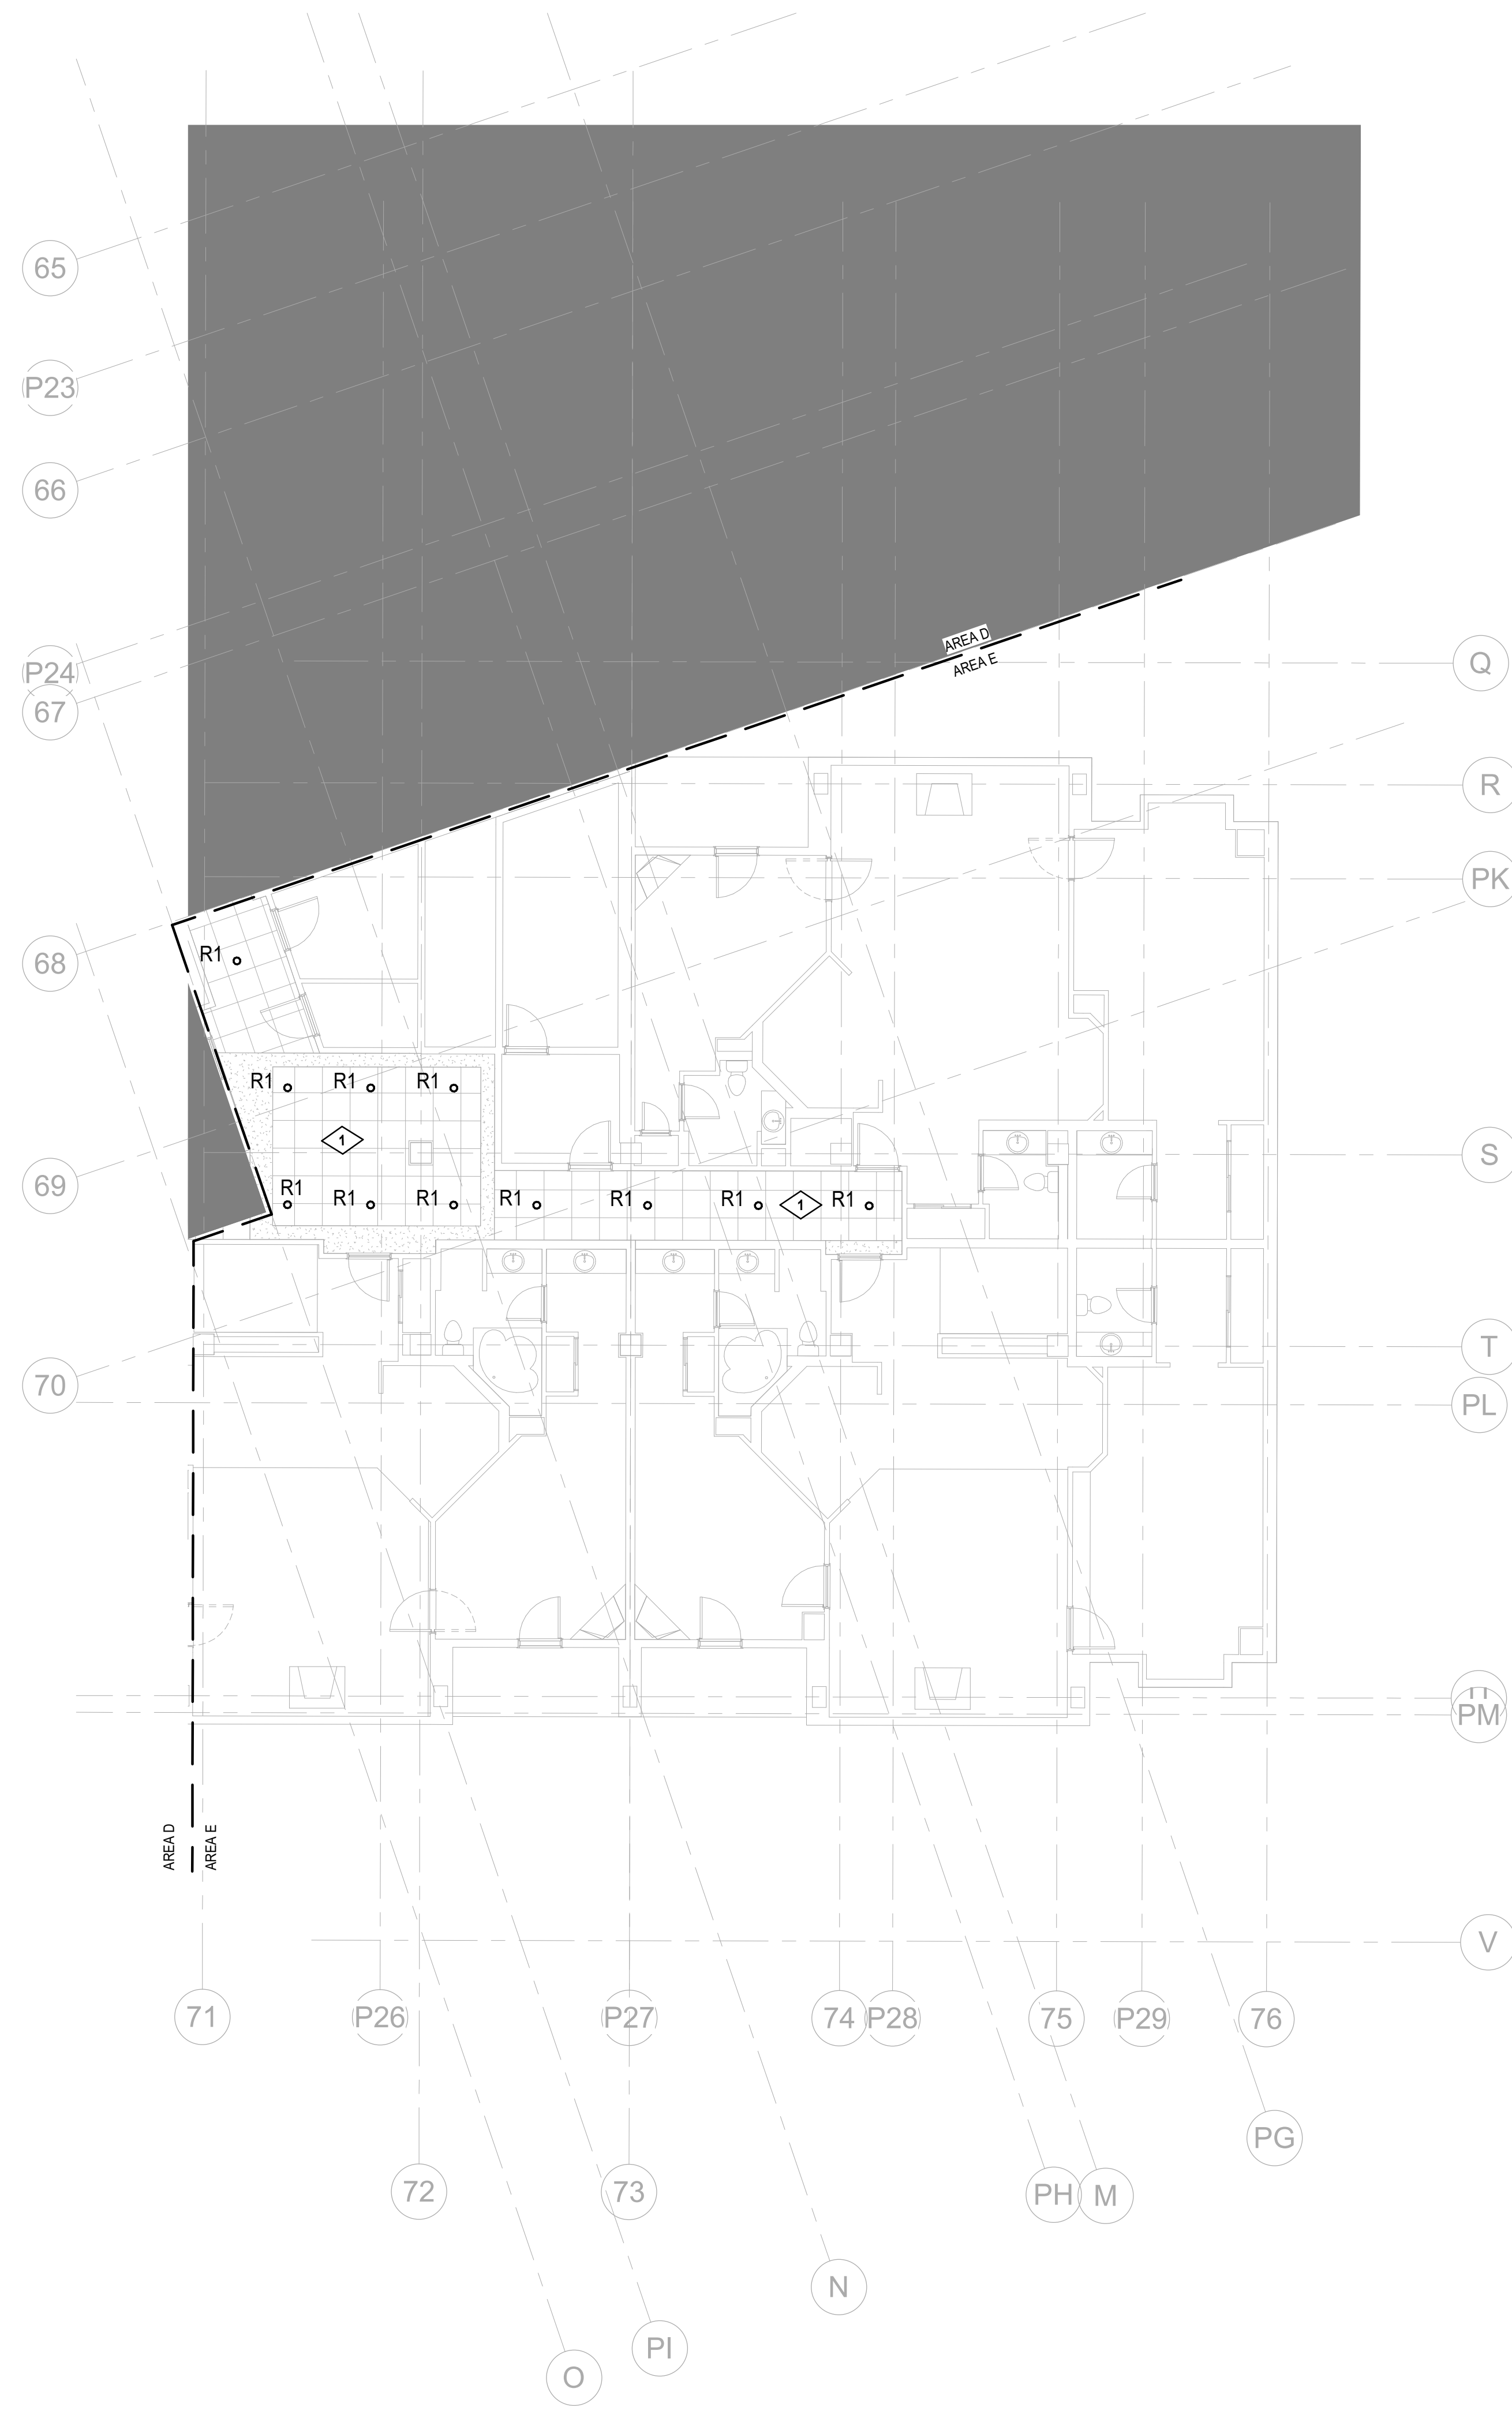 65
P23
66
AREA D
AREA E
Q
P24
67
R
PK
R1
68
R1 R1 R1
1
S
69
R1 R1 R1 R1 R1 R1 1 R1
T
70
PL
PM
AREA D
AREA E
V
71 P26 P27 74 P28 75 P29 76
PG
72 73 PH M
N
PI
O